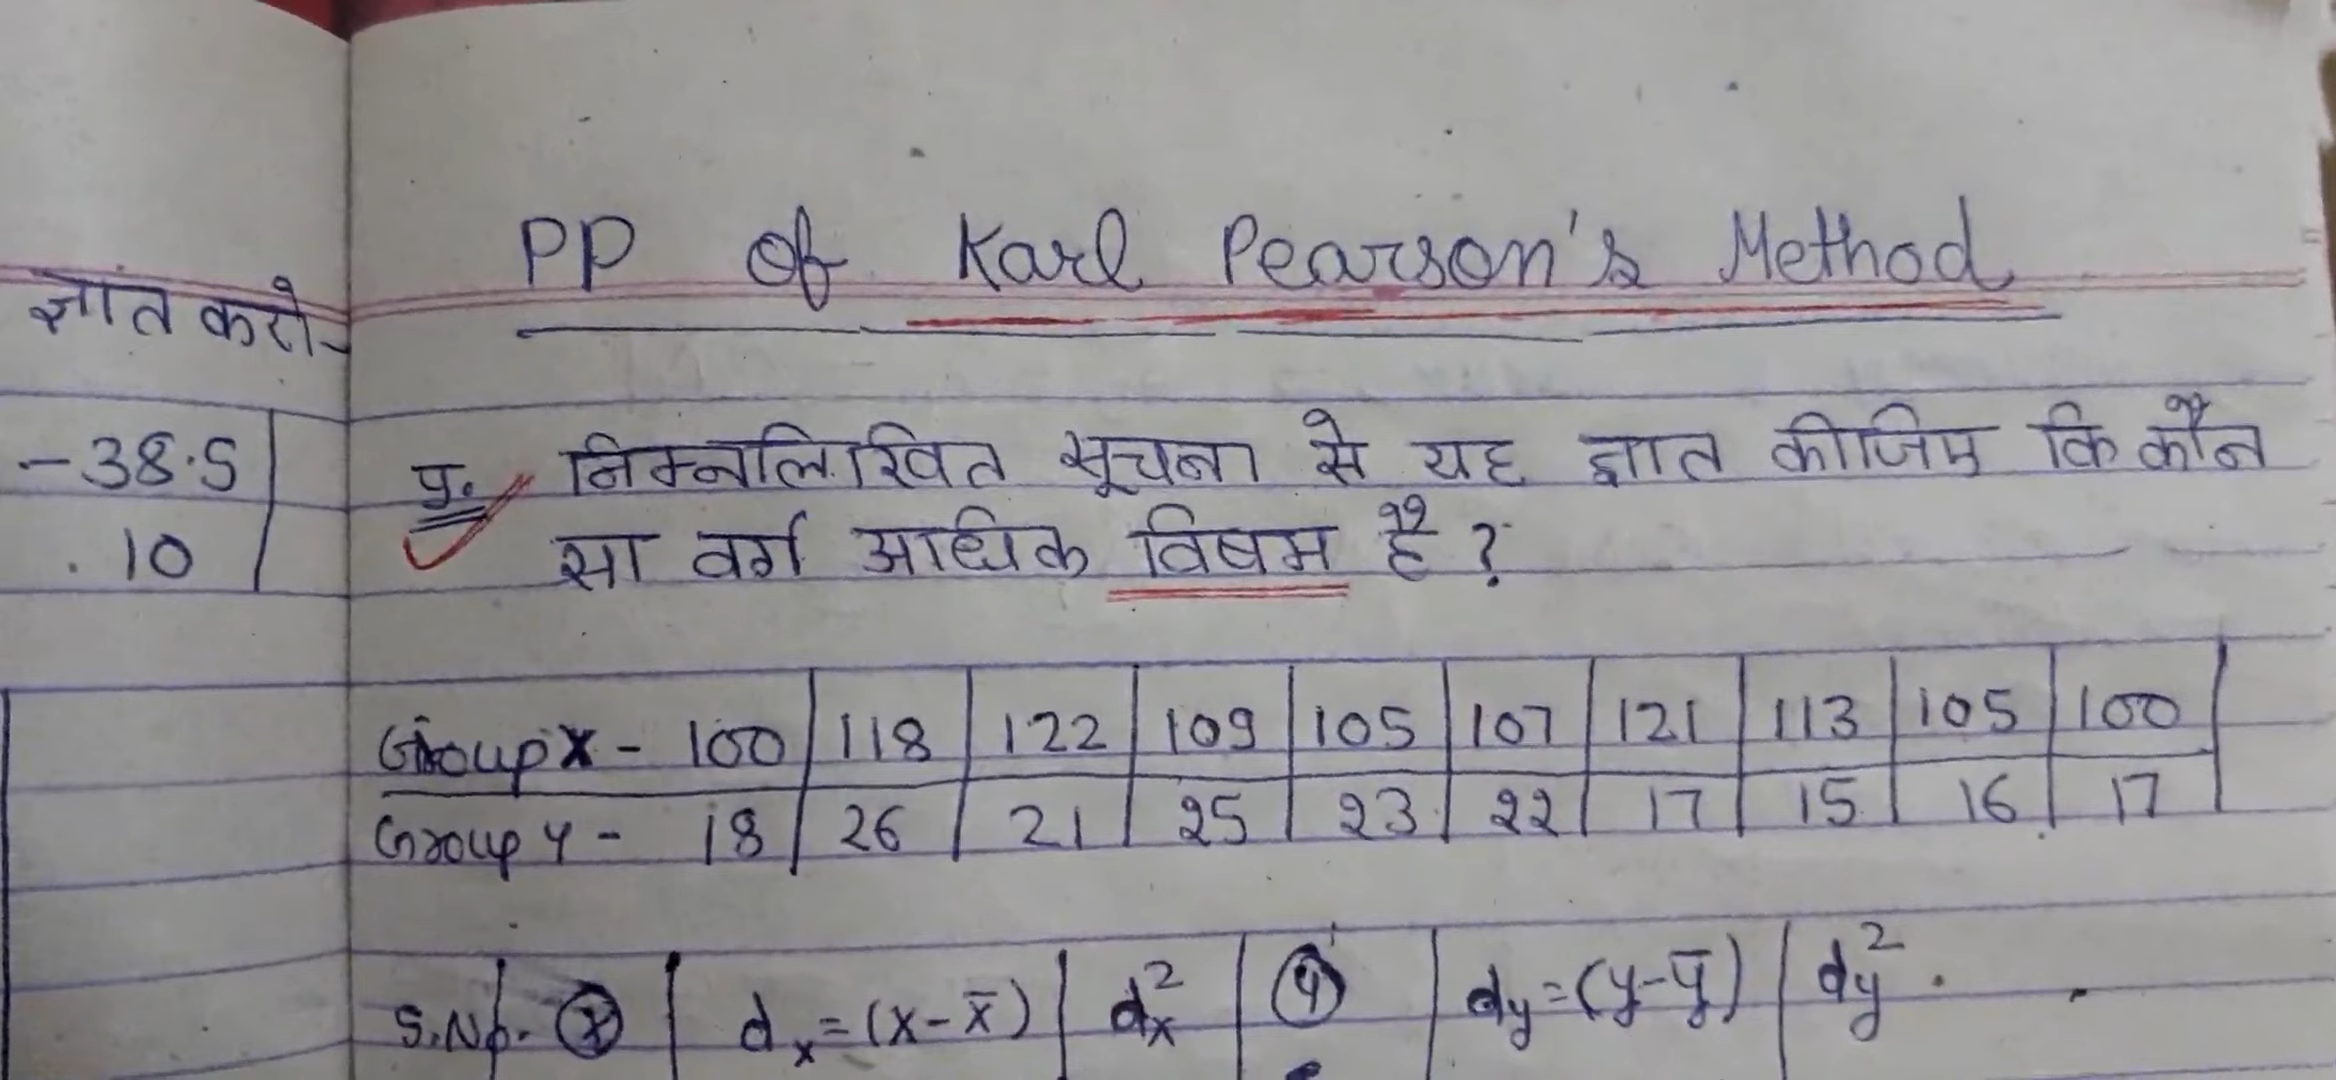 PP of Karl Pearson's Method
ज्ञात करो-
-38.5
.10
प्र. निम्नलिखित सूचना से यह ज्ञात कीजिए कि कौन
सा वर्ग अधिक विषम है ?
Group X - 100 118 122 109 105 107 121 113 105 100
Group Y - 18 26 21 25 23 22 17 15 16 17
S.No. X dx = (x - x̄) dx² y dy = (y - ȳ) dy²